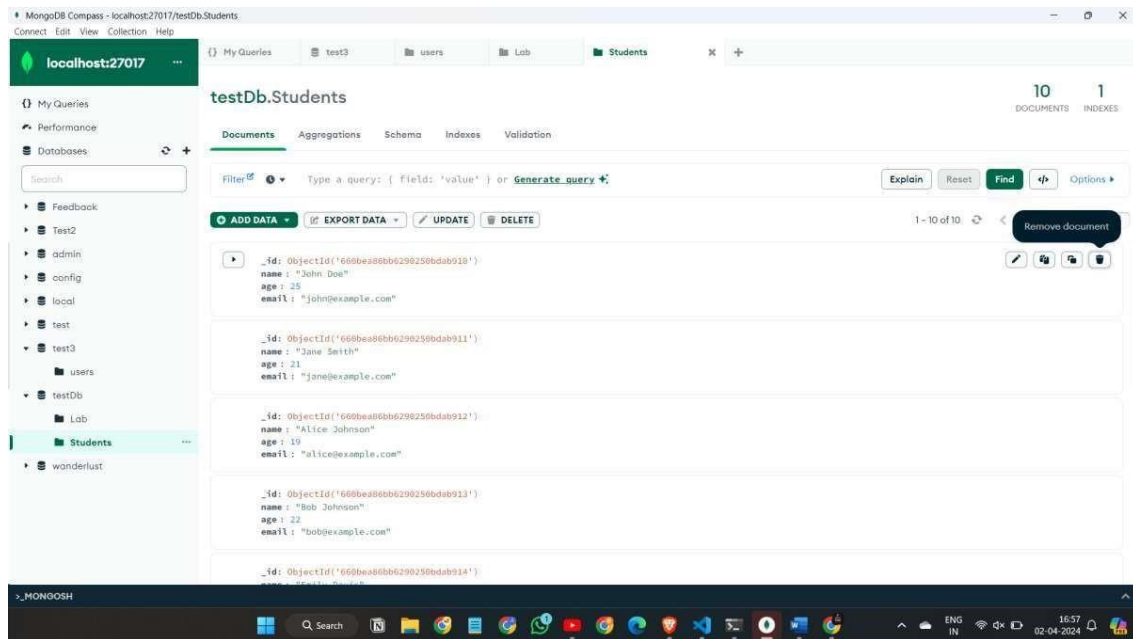 MongoDB Compass - localhost:27017/testDb.Students
Connect Edit View Collection Help
localhost:27017 ...
{} My Queries test3 users Lab Students
{} My Queries
Performance
Databases
Search
Feedback
Test2
admin
config
local
test
test3
users
testDb
Lab
Students ...
wanderlust
testDb.Students
10 DOCUMENTS 1 INDEXES
Documents Aggregations Schema Indexes Validation
Filter Type a query: { field: 'value' } or Generate query Explain Reset Find </> Options
ADD DATA EXPORT DATA UPDATE DELETE 1 - 10 of 10
Remove document
_id: ObjectId('660bea86bb6290250bdab910')
name : "John Doe"
age : 25
email : "john@example.com"
_id: ObjectId('660bea86bb6290250bdab911')
name : "Jane Smith"
age : 21
email : "jane@example.com"
_id: ObjectId('660bea86bb6290250bdab912')
name : "Alice Johnson"
age : 19
email : "alice@example.com"
_id: ObjectId('660bea86bb6290250bdab913')
name : "Bob Johnson"
age : 22
email : "bob@example.com"
_id: ObjectId('660bea86bb6290250bdab914')
>_MONGOSH
Search
ENG
IN
16:57
02-04-2024